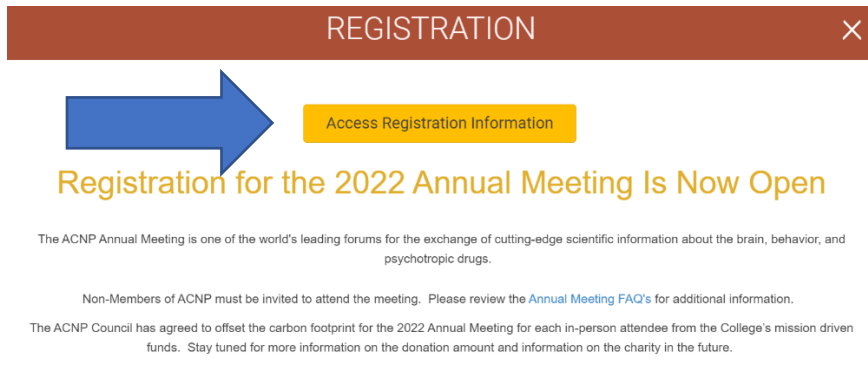 REGISTRATION
Access Registration Information
Registration for the 2022 Annual Meeting Is Now Open
The ACNP Annual Meeting is one of the world's leading forums for the exchange of cutting-edge scientific information about the brain, behavior, and
psychotropic drugs.
Non-Members of ACNP must be invited to attend the meeting. Please review the Annual Meeting FAQ's for additional information.
The ACNP Council has agreed to offset the carbon footprint for the 2022 Annual Meeting for each in-person attendee from the College's mission driven
funds. Stay tuned for more information on the donation amount and information on the charity in the future.